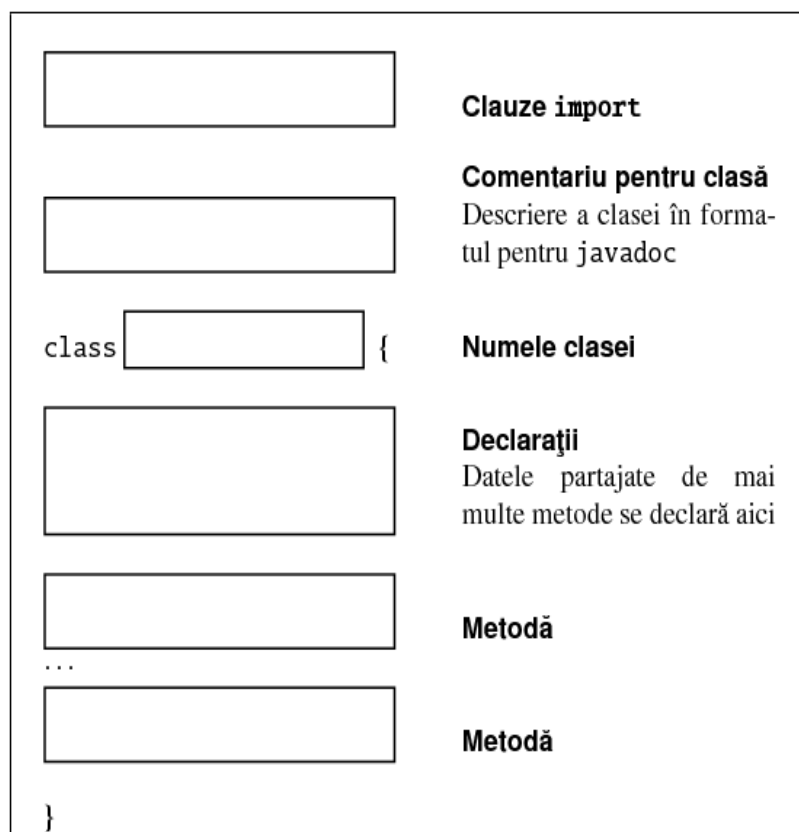 Clauze import
Comentariu pentru clasă
Descriere a clasei în forma-
tul pentru javadoc
class { Numele clasei
Declaraţii
Datele partajate de mai
multe metode se declară aici
Metodă
...
Metodă
}